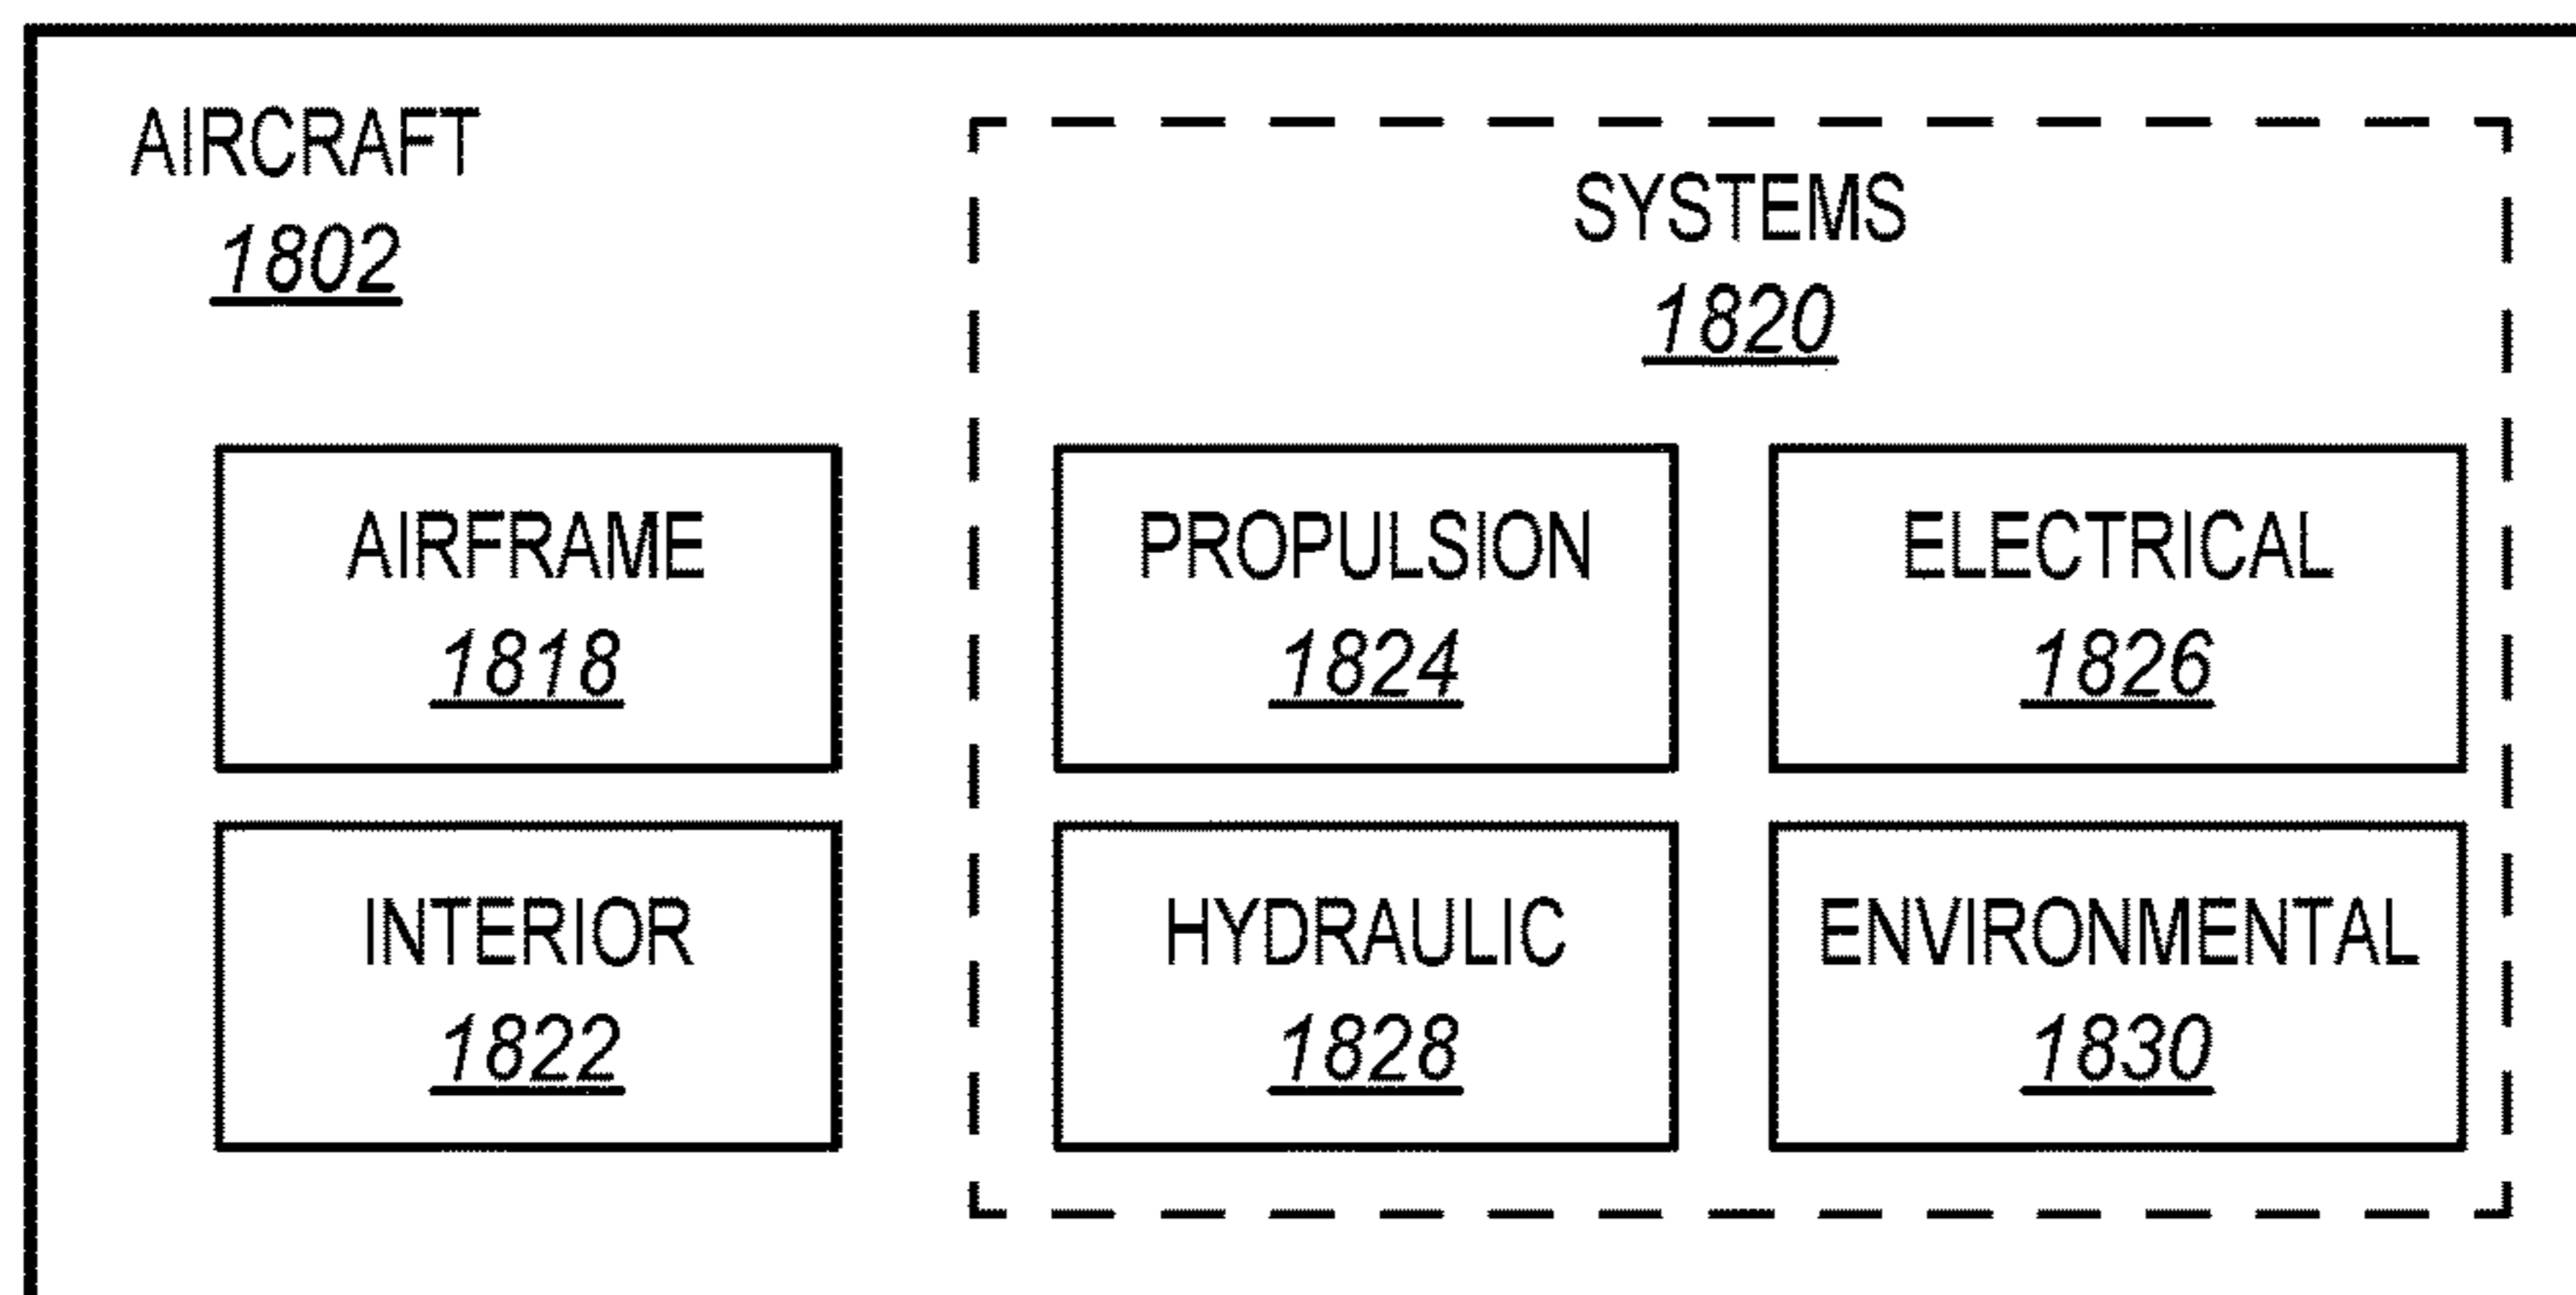 AIRCRAFT
1802
SYSTEMS
1820
AIRFRAME
1818
PROPULSION
1824
ELECTRICAL
1826
INTERIOR
1822
HYDRAULIC
1828
ENVIRONMENTAL
1830